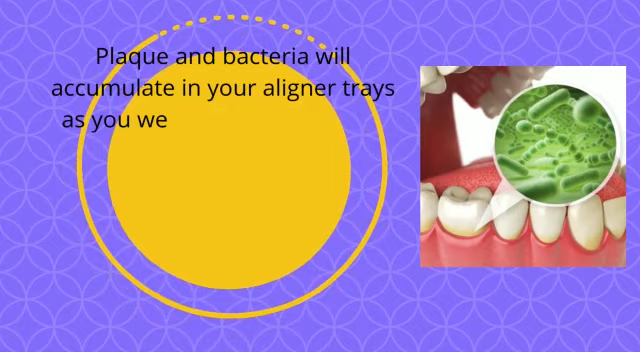 Plaque and bacteria will
accumulate in your aligner trays
as you we